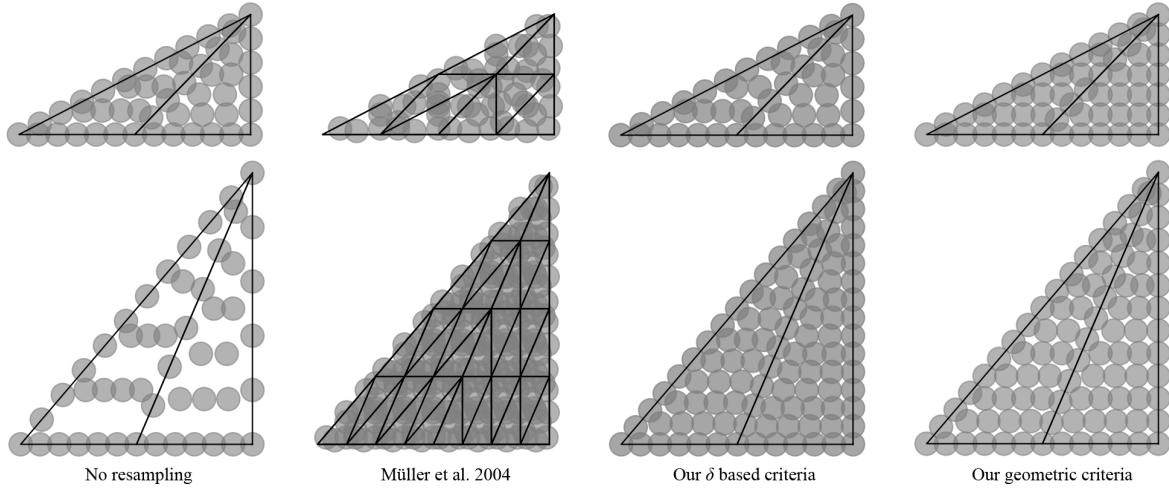 No resampling
Müller et al. 2004
Our δ based criteria
Our geometric criteria